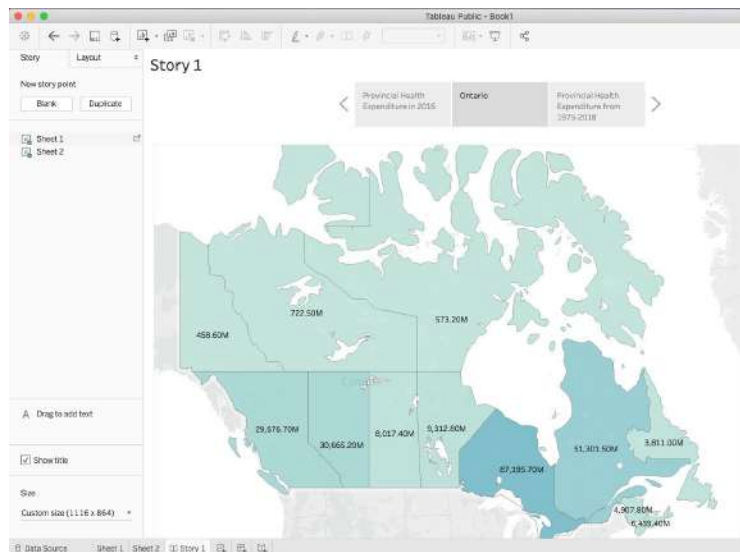 Tableau Public - Book1
Story
Layout
Story 1
New story point
Blank
Duplicate
Provincial Health
Expenditure in 2016
Ontario
Provincial Health
Expenditure from
1975-2018
Sheet 1
Sheet 2
722.50M
573.20M
458.60M
A Drag to add text
29,676.70M
30,665.20M
8,017.40M
9,312.80M
51,301.50M
3,811.00M
Show title
87,195.70M
Size
Custom size (1116 x 864)
4,907.80M
6,439.40M
Data Source
Sheet 1
Sheet 2
Story 1